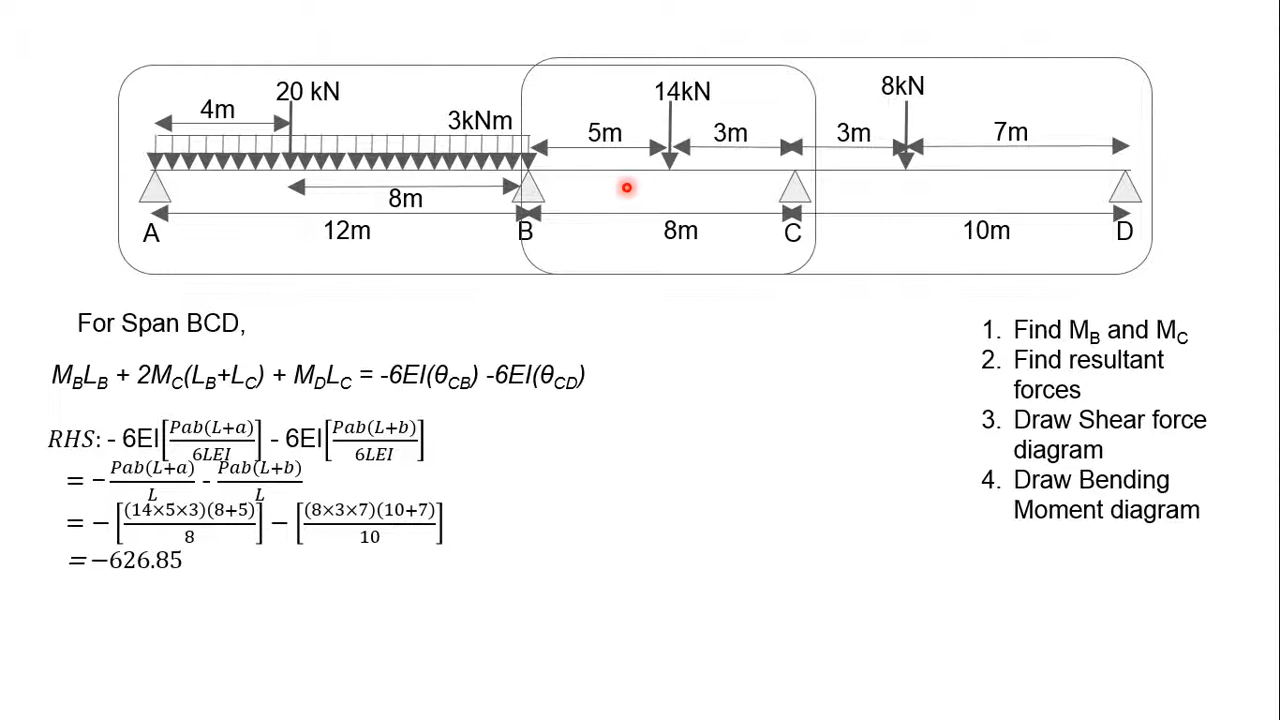 20 kN
14kN
8kN
4m
3kNm
5m
3m
3m
7m
8m
12m
8m
10m
A
B
C
D
For Span BCD,
M_BL_B + 2M_C(L_B+L_C) + M_DL_C = -6EI(θ_CB) -6EI(θ_CD)
RHS: - 6EI[Pab(L+a)/6LEI] - 6EI[Pab(L+b)/6LEI]
= −Pab(L+a)/L - Pab(L+b)/L
= −[(14×5×3)(8+5)/8] − [(8×3×7)(10+7)/10]
= −626.85
1. Find M_B and M_C
2. Find resultant
forces
3. Draw Shear force
diagram
4. Draw Bending
Moment diagram